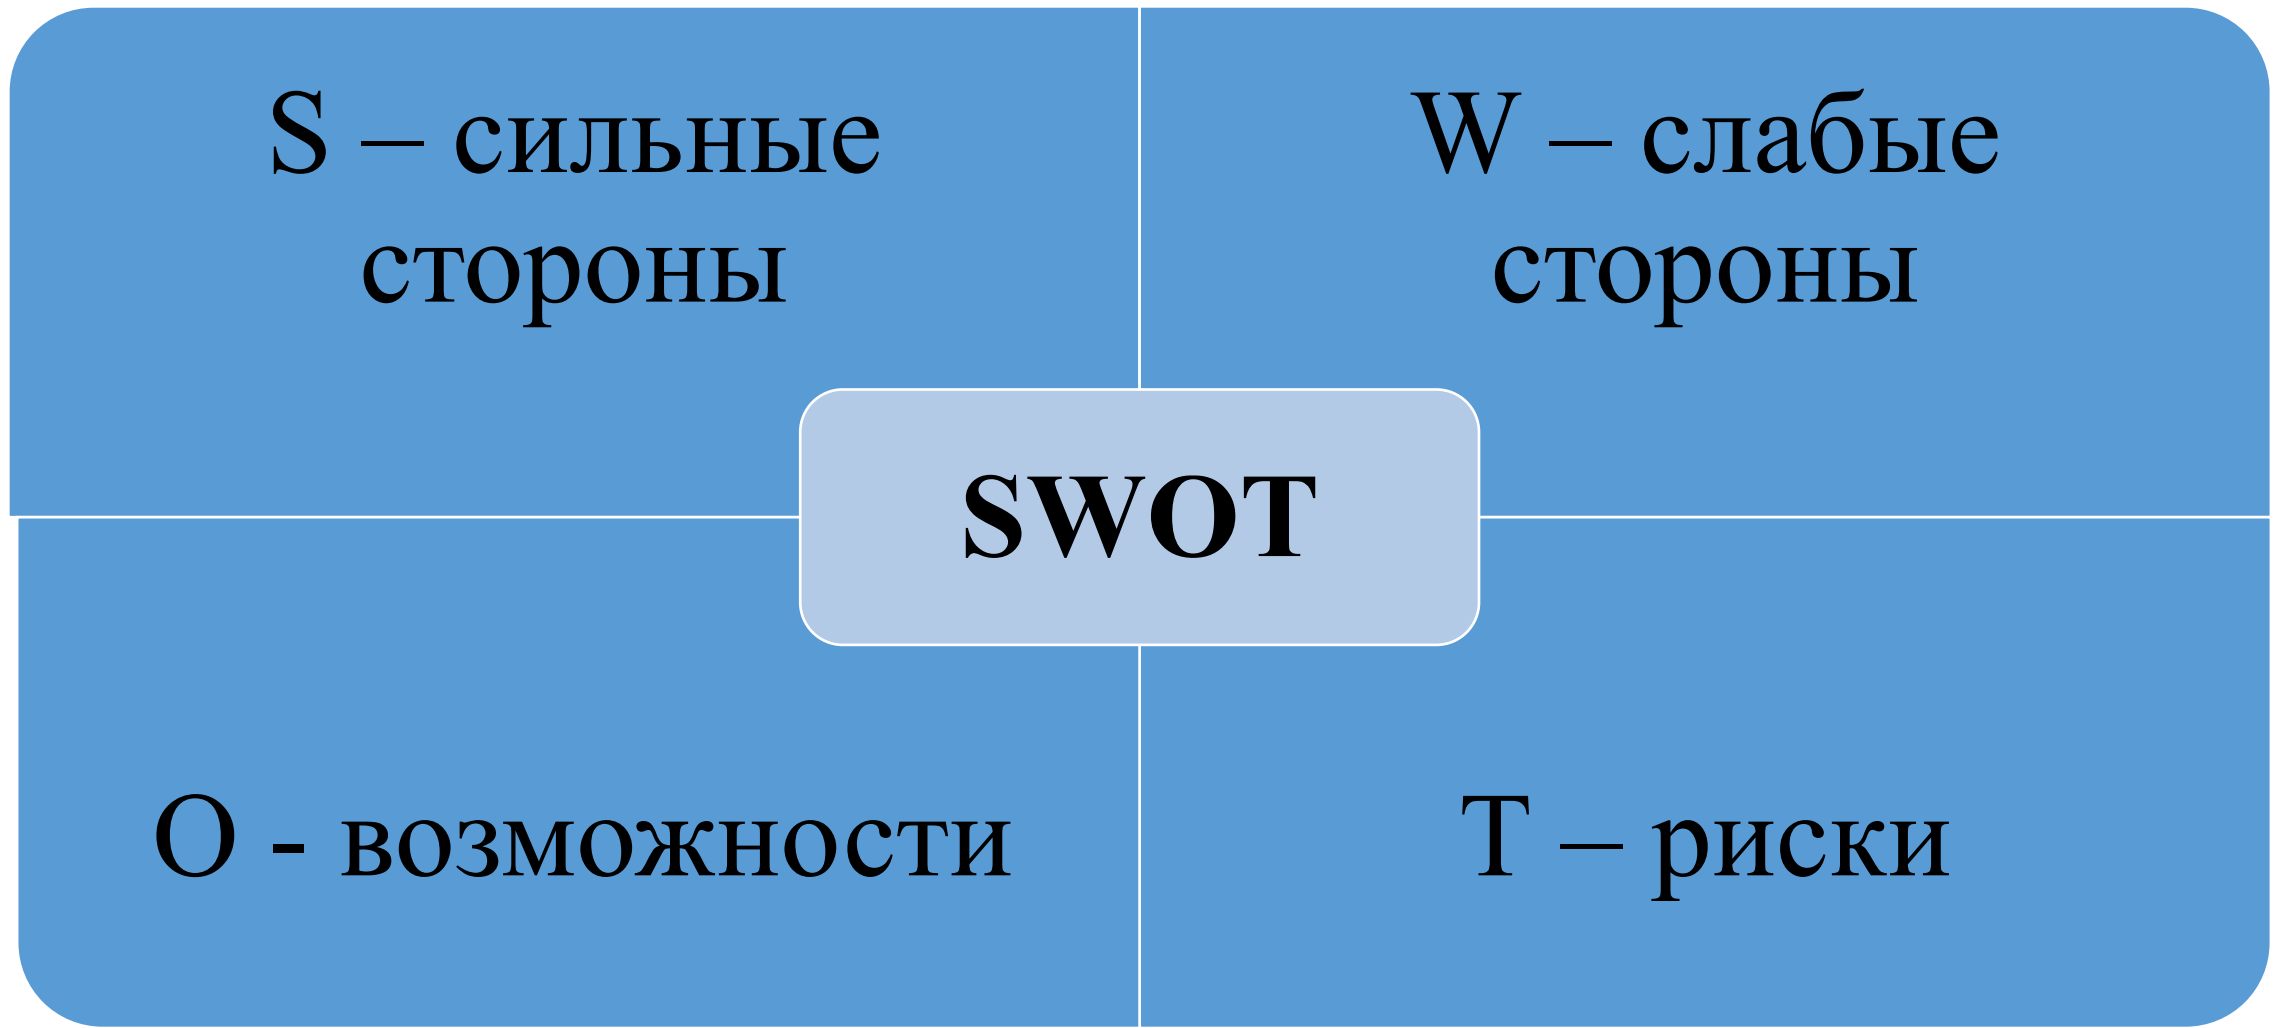 S – сильные
стороны
W – слабые
стороны
SWOT
O - возможности
T – риски